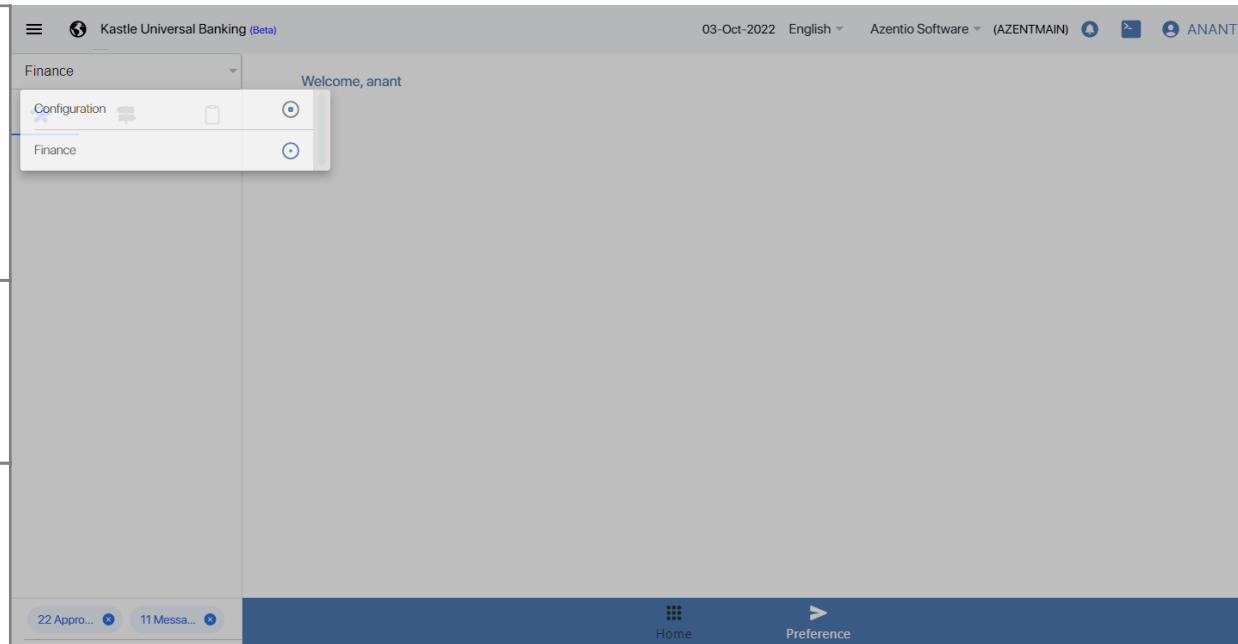 Kastle Universal Banking (Beta) 03-Oct-2022 English Azentio Software (AZENTMAIN) ANANT
Finance
Welcome, anant
Configuration
Finance
22 Appro... 11 Messa...
Home Preference